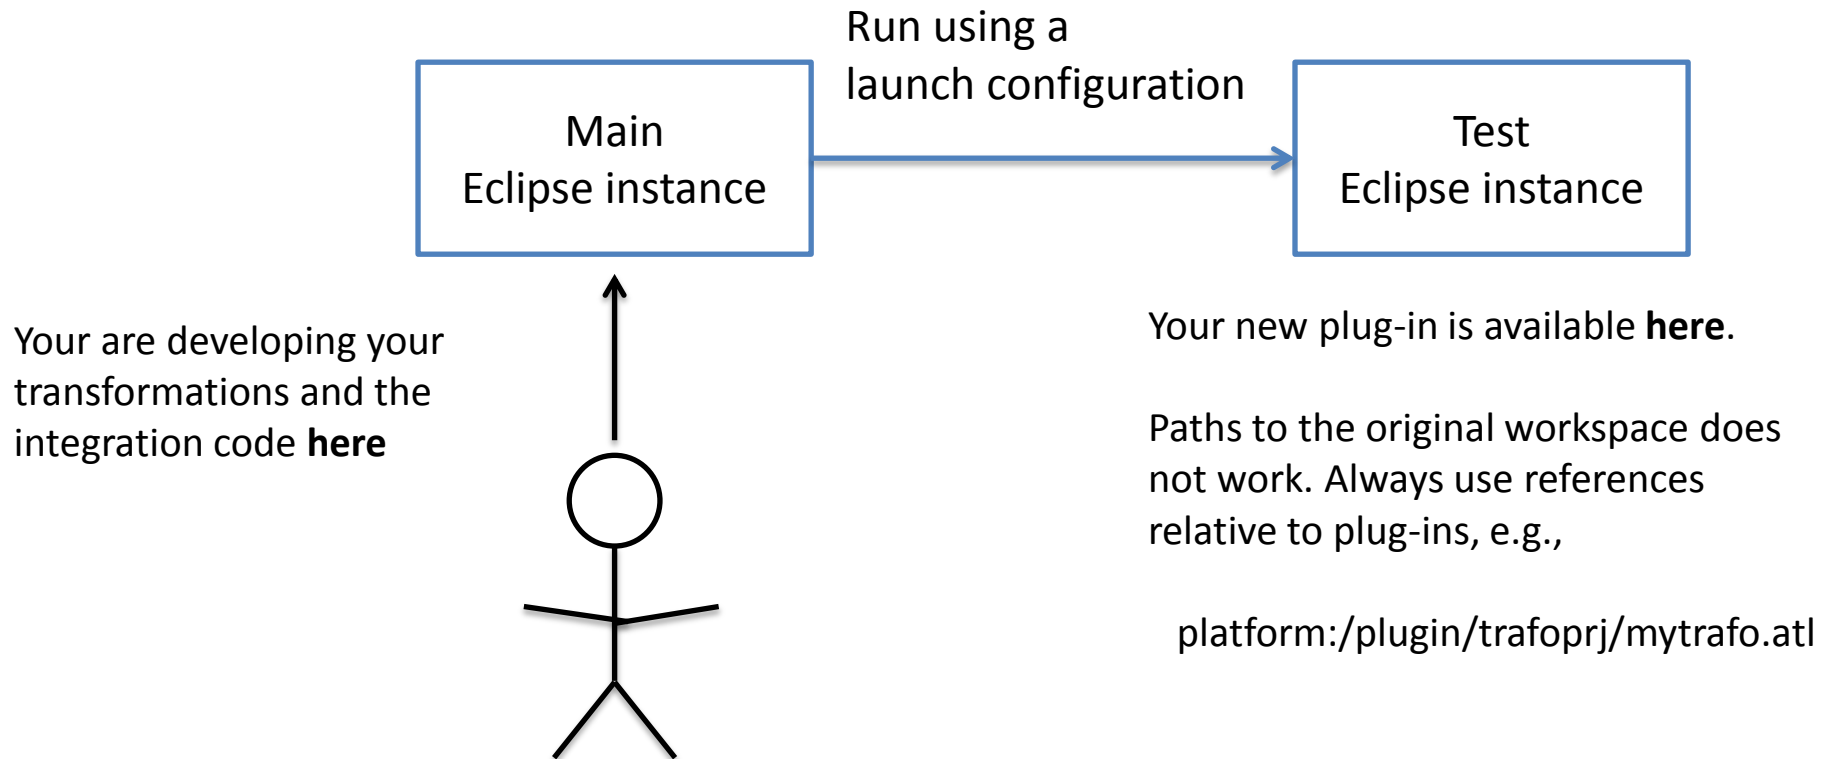 Run using a
launch configuration
Main
Eclipse instance
Test
Eclipse instance
Your are developing your
transformations and the
integration code here
Your new plug-in is available here.
Paths to the original workspace does
not work. Always use references
relative to plug-ins, e.g.,
platform:/plugin/trafoprj/mytrafo.atl